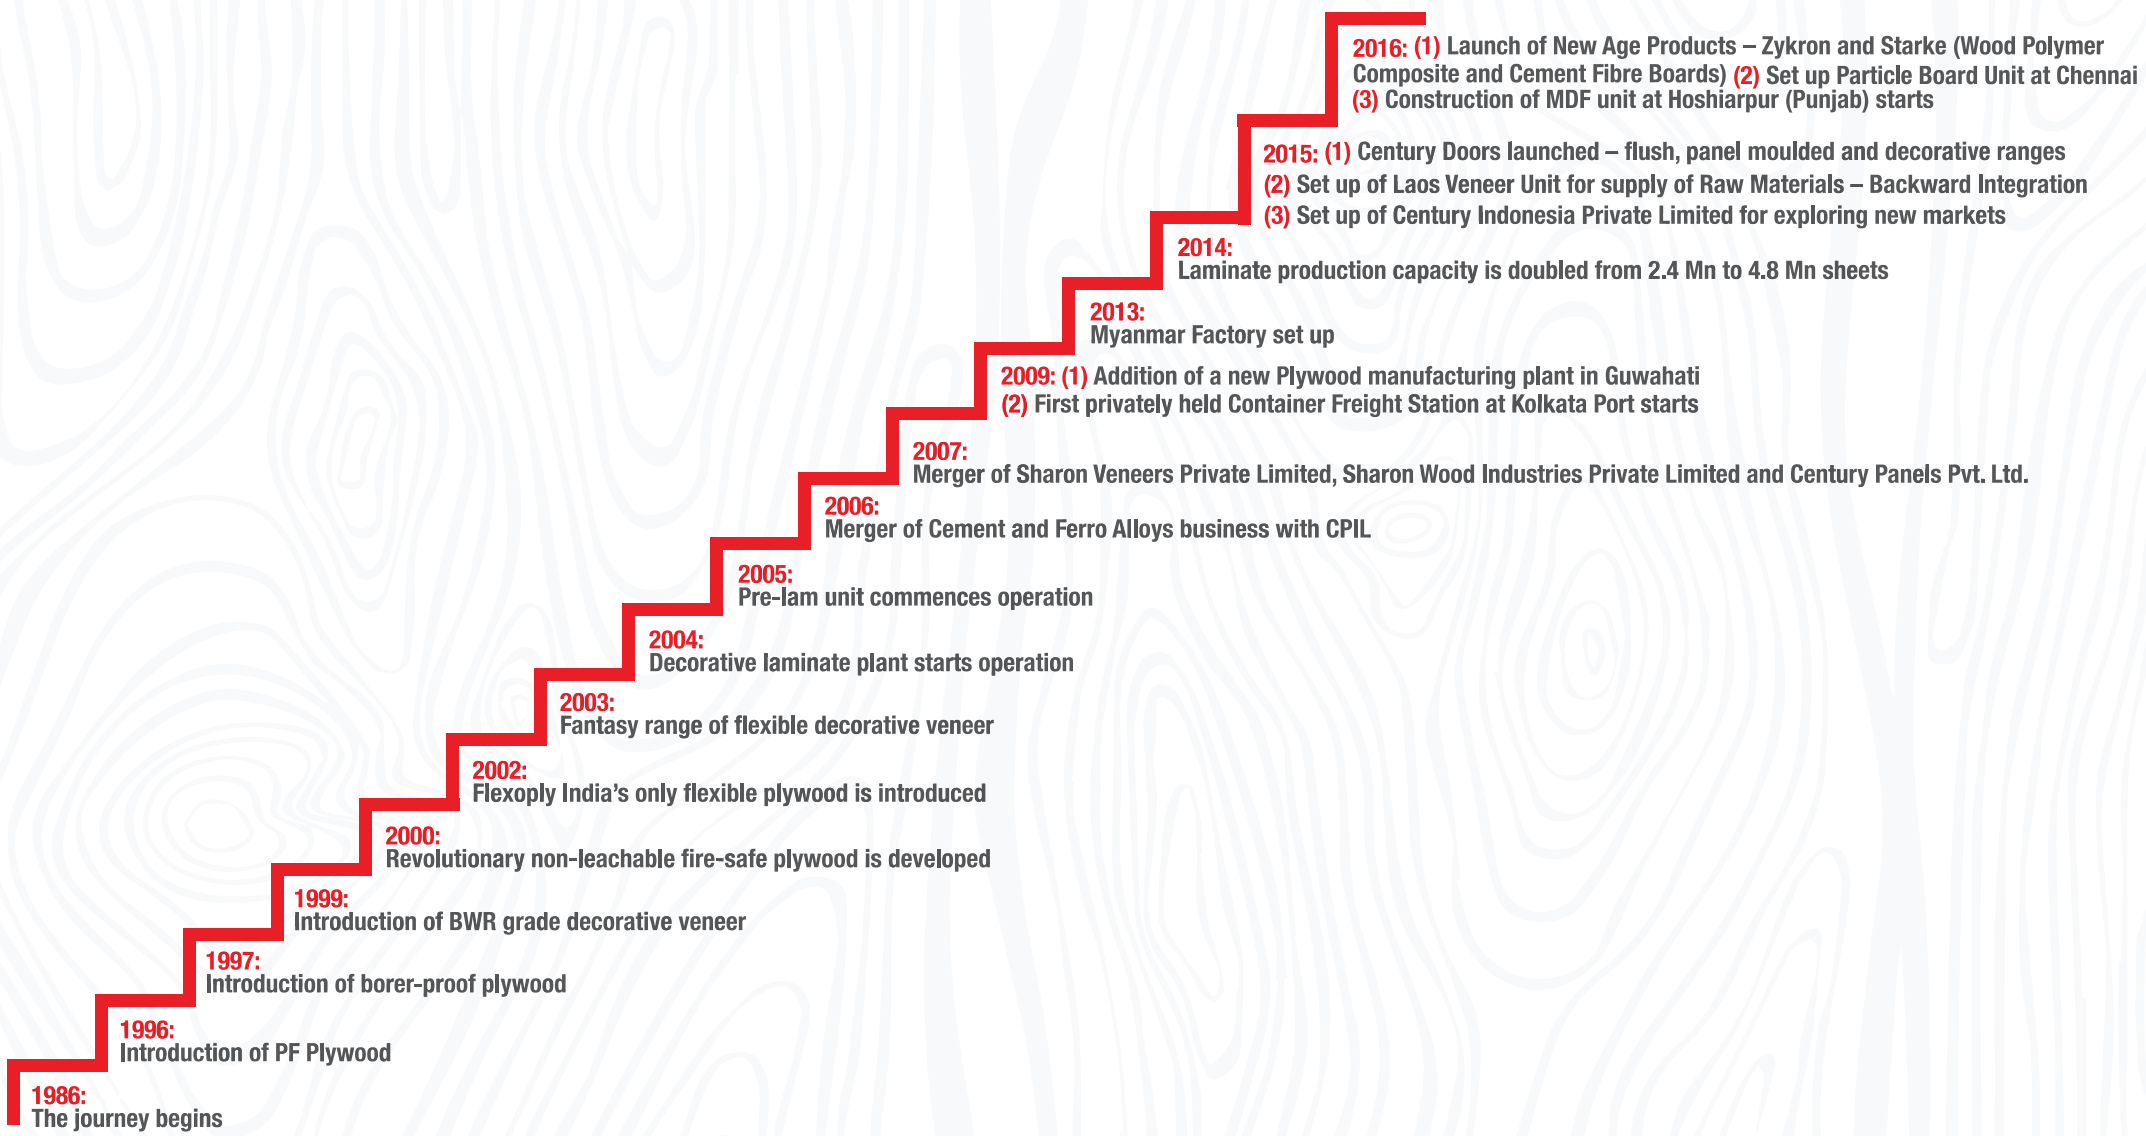 2016: (1) Launch of New Age Products – Zykron and Starke (Wood Polymer
Composite and Cement Fibre Boards) (2) Set up Particle Board Unit at Chennai
(3) Construction of MDF unit at Hoshiarpur (Punjab) starts
2015: (1) Century Doors launched – flush, panel moulded and decorative ranges
(2) Set up of Laos Veneer Unit for supply of Raw Materials – Backward Integration
(3) Set up of Century Indonesia Private Limited for exploring new markets
2014:
Laminate production capacity is doubled from 2.4 Mn to 4.8 Mn sheets
2013:
Myanmar Factory set up
2009: (1) Addition of a new Plywood manufacturing plant in Guwahati
(2) First privately held Container Freight Station at Kolkata Port starts
2007:
Merger of Sharon Veneers Private Limited, Sharon Wood Industries Private Limited and Century Panels Pvt. Ltd.
2006:
Merger of Cement and Ferro Alloys business with CPIL
2005:
Pre-lam unit commences operation
2004:
Decorative laminate plant starts operation
2003:
Fantasy range of flexible decorative veneer
2002:
Flexoply India's only flexible plywood is introduced
2000:
Revolutionary non-leachable fire-safe plywood is developed
1999:
Introduction of BWR grade decorative veneer
1997:
Introduction of borer-proof plywood
1996:
Introduction of PF Plywood
1986:
The journey begins